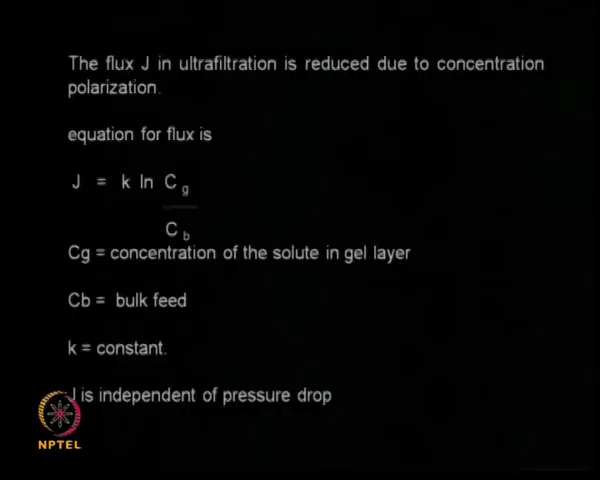 The flux J in ultrafiltration is reduced due to concentration
polarization.
equation for flux is
J = k ln C g
C b
Cg = concentration of the solute in gel layer
Cb = bulk feed
k = constant.
J is independent of pressure drop
NPTEL